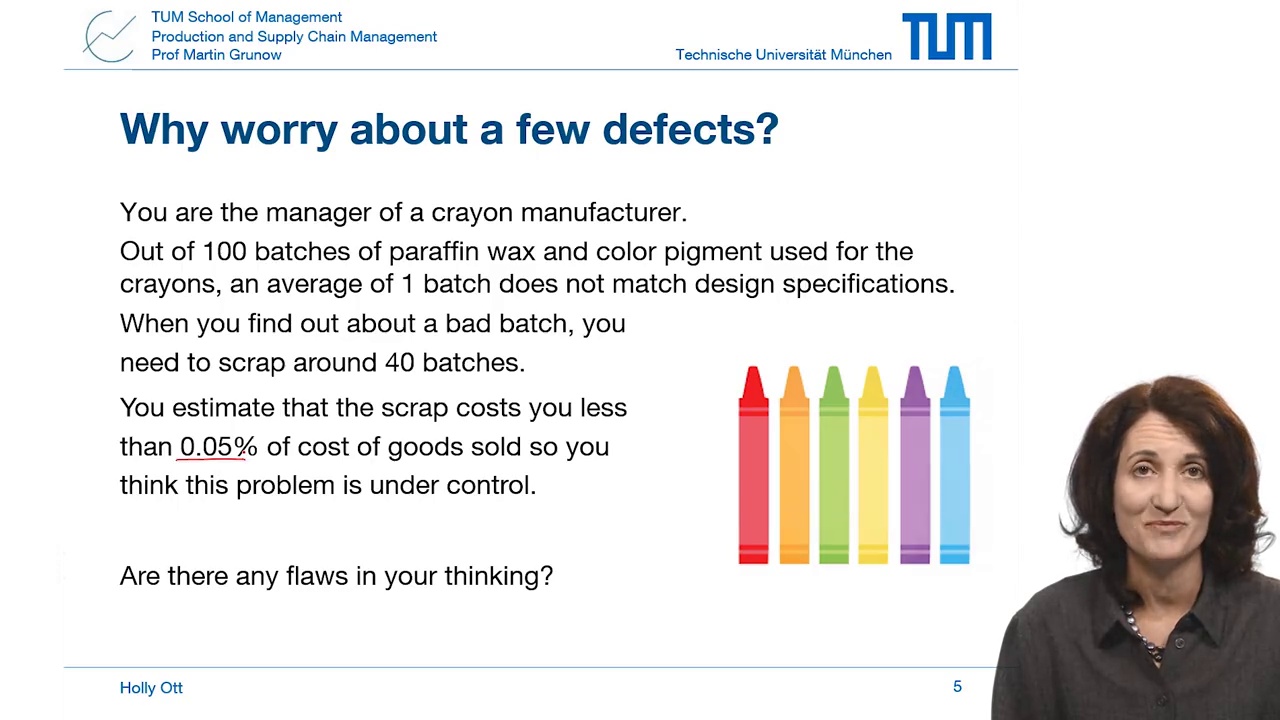 TUM School of Management
Production and Supply Chain Management
Prof Martin Grunow
Technische Universität München
TUM
Why worry about a few defects?
You are the manager of a crayon manufacturer.
Out of 100 batches of paraffin wax and color pigment used for the
crayons, an average of 1 batch does not match design specifications.
When you find out about a bad batch, you
need to scrap around 40 batches.
You estimate that the scrap costs you less
than 0.05% of cost of goods sold so you
think this problem is under control.
Are there any flaws in your thinking?
Holly Ott
5